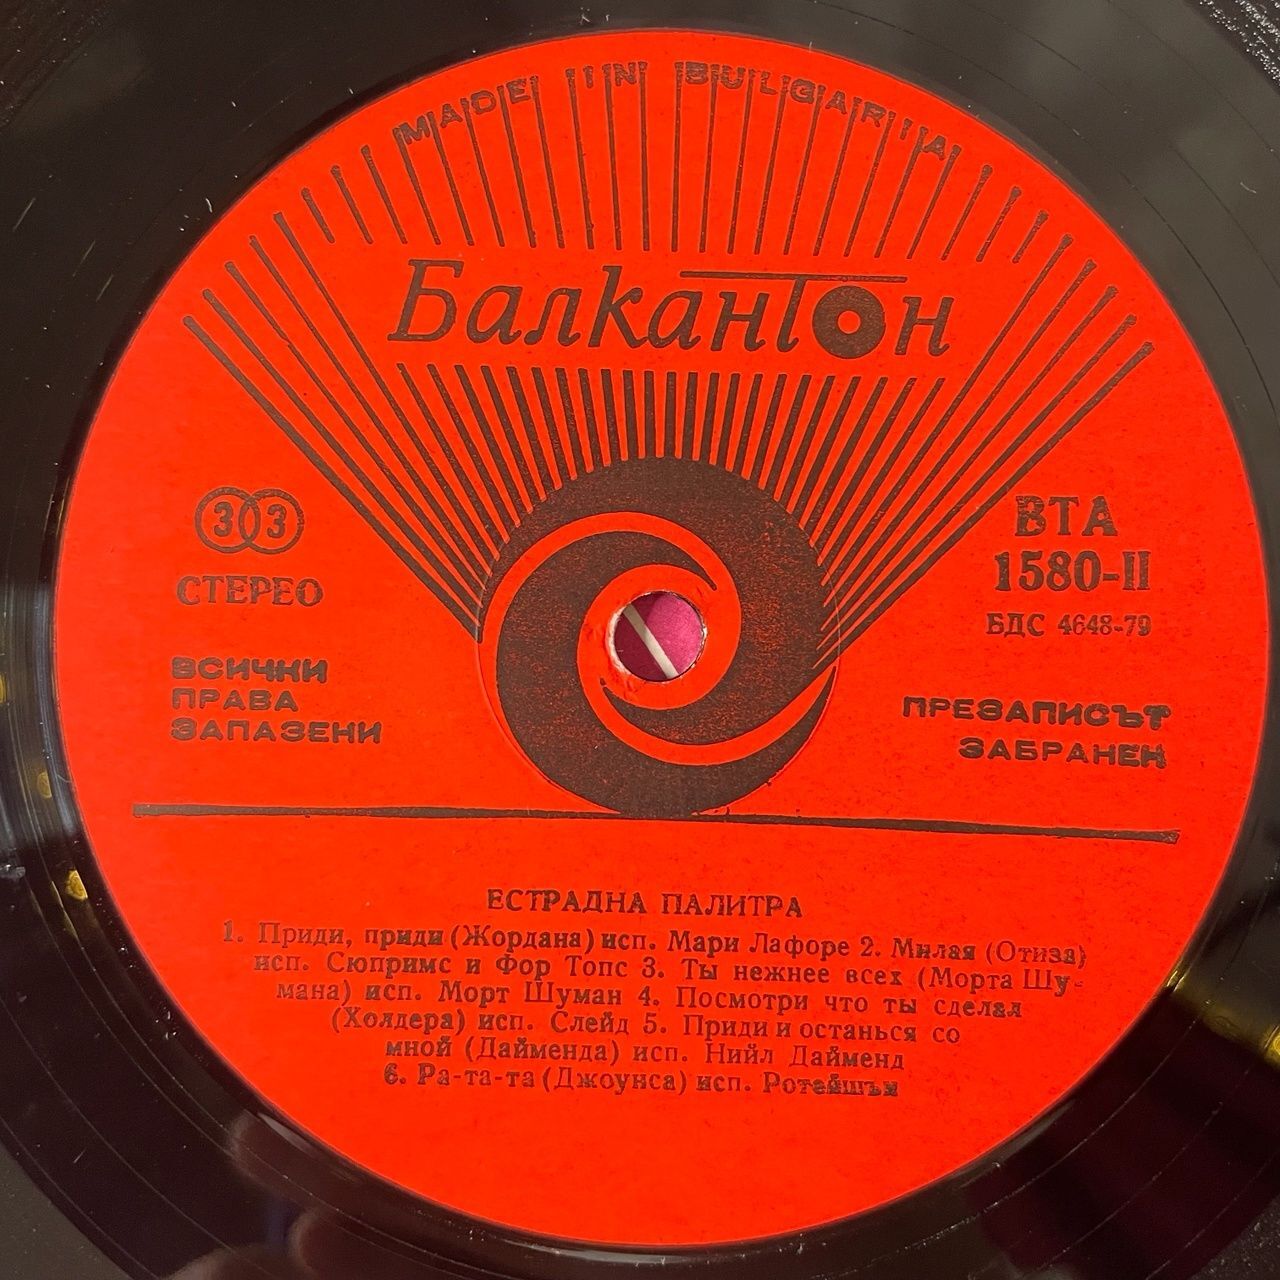 MADE IN BULGARIA
Балкантон
33
СТЕРЕО
ВСИЧКИ
ПРАВА
ЗАПАЗЕНИ
ВТА
1580-II
БДС 4648-79
ПРЕЗАПИСЪТ
ЗАБРАНЕН
ЕСТРАДНА ПАЛИТРА
1. Приди, приди (Жордана) исп. Мари Лафоре 2. Милая (Отиза)
исп. Сюпримс и Фор Топс 3. Ты нежнее всех (Морта Шу-
мана) исп. Морт Шуман 4. Посмотри что ты сделал
(Холдера) исп. Слейд 5. Приди и останься со
мной (Дайменда) исп. Нийл Дайменд
6. Ра-та-та (Джоунса) исп. Ротейшъм